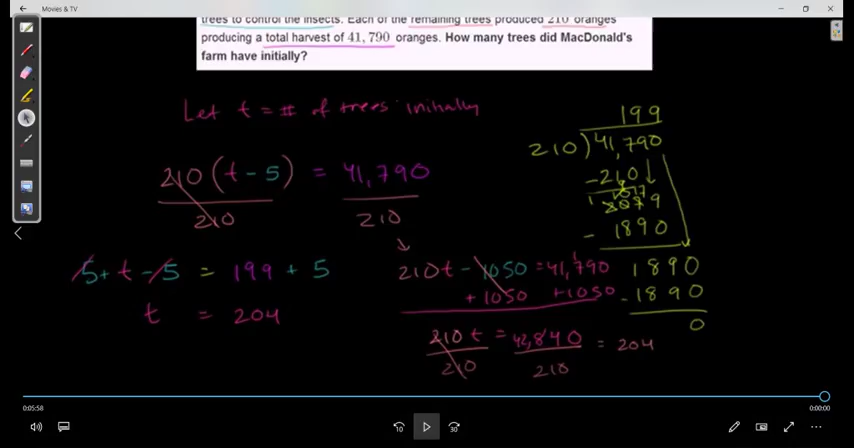 Movies & TV
trees to control the insects. Each of the remaining trees produced 210 oranges
producing a total harvest of 41,790 oranges. How many trees did MacDonald's
farm have initially?
Let t = # of trees initially
210(t - 5) = 41,790
210 210
5 + t - 5 = 199 + 5
t = 204
210t - 1050 = 41,790
+1050 +1050
210t = 42,840 = 204
210 210
199
210)41,790
-210
- 1890
1890
-1890
0
0:05:58
0:00:00
10
30